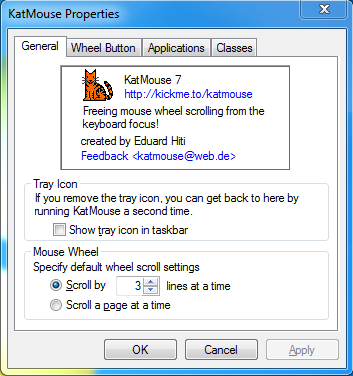 KatMouse Properties
General
Wheel Button
Applications
Classes
KatMouse 7
http://kickme.to/katmouse
Freeing mouse wheel scrolling from the
keyboard focus!
created by Eduard Hiti
Feedback <katmouse@web.de>
Tray Icon
If you remove the tray icon, you can get back to here by
running KatMouse a second time.
Show tray icon in taskbar
Mouse Wheel
Specify default wheel scroll settings
Scroll by 3 lines at a time
Scroll a page at a time
OK
Cancel
Apply